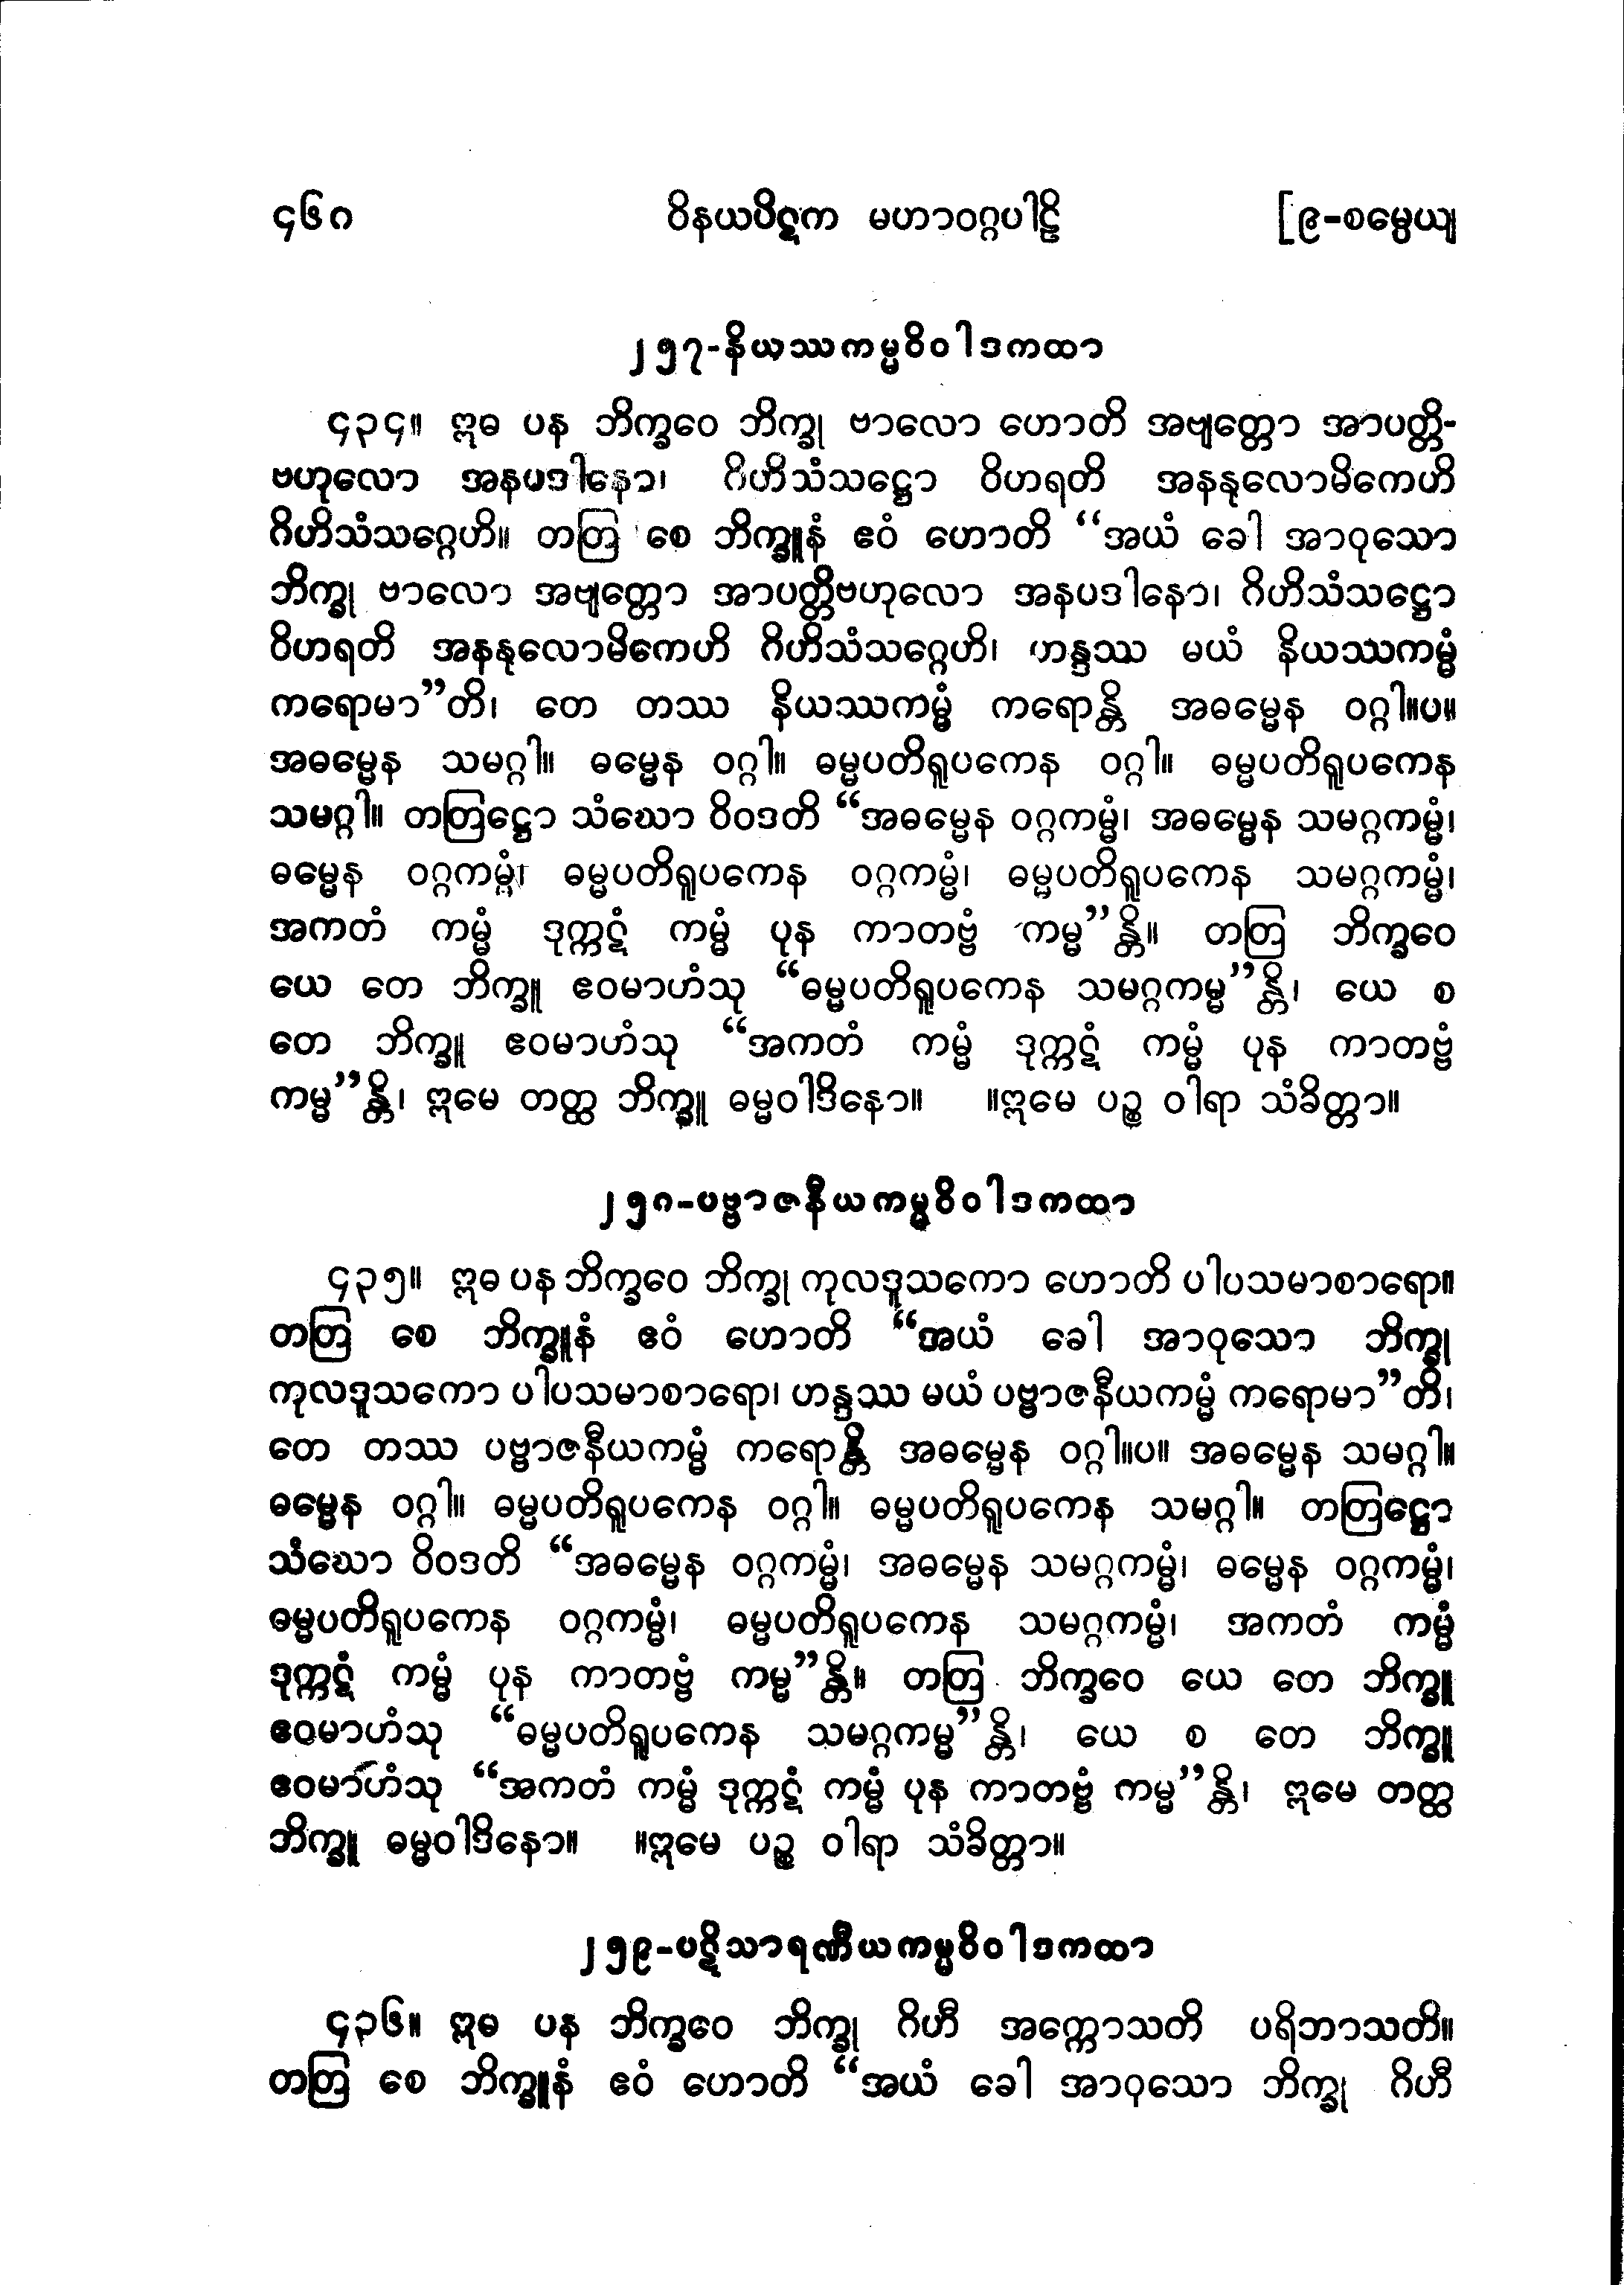 ၄၆၈ ဝိနယပိဋက မဟာဝဂ္ဂပါဠိ [၉-စမ္ပေယျ
၂၅၇-နိယဿကမ္မဝိဝါဒကထာ
၄၃၄။ ဣဓ ပန ဘိက္ခဝေ ဘိက္ခု ဗာလော ဟောတိ အဗျတ္တော အာပတ္တိ-
ဗဟုလော အနပဒါနော၊ ဂိဟိသံသဋ္ဌော ဝိဟရတိ အနနုလောမိကေဟိ
ဂိဟိသံသဂ္ဂေဟိ။ တတြ စေ ဘိက္ခူနံ ဧဝံ ဟောတိ “အယံ ခေါ အာဝုသော
ဘိက္ခု ဗာလော အဗျတ္တော အာပတ္တိဗဟုလော အနပဒါနော၊ ဂိဟိသံသဋ္ဌော
ဝိဟရတိ အနနုလောမိကေဟိ ဂိဟိသံသဂ္ဂေဟိ၊ ဟန္ဒဿ မယံ နိယဿကမ္မံ
ကရောမာ”တိ၊ တေ တဿ နိယဿကမ္မံ ကရောန္တိ အဓမ္မေန ဝဂ္ဂါ။ပ။
အဓမ္မေန သမဂ္ဂါ။ ဓမ္မေန ဝဂ္ဂါ။ ဓမ္မပတိရူပကေန ဝဂ္ဂါ။ ဓမ္မပတိရူပကေန
သမဂ္ဂါ။ တတြဋ္ဌော သံဃော ဝိဝဒတိ “အဓမ္မေန ဝဂ္ဂကမ္မံ၊ အဓမ္မေန သမဂ္ဂကမ္မံ၊
ဓမ္မေန ဝဂ္ဂကမ္မံ၊ ဓမ္မပတိရူပကေန ဝဂ္ဂကမ္မံ၊ ဓမ္မပတိရူပကေန သမဂ္ဂကမ္မံ၊
အကတံ ကမ္မံ ဒုက္ကဋံ ကမ္မံ ပုန ကာတဗ္ဗံ ကမ္မ”န္တိ။ တတြ ဘိက္ခဝေ
ယေ တေ ဘိက္ခူ ဧဝမာဟံသု “ဓမ္မပတိရူပကေန သမဂ္ဂကမ္မ”န္တိ၊ ယေ စ
တေ ဘိက္ခူ ဧဝမာဟံသု “အကတံ ကမ္မံ ဒုက္ကဋံ ကမ္မံ ပုန ကာတဗ္ဗံ
ကမ္မ”န္တိ၊ ဣမေ တတ္ထ ဘိက္ခူ ဓမ္မဝါဒိနော။ ။ဣမေ ပဉ္စ ဝါရာ သံခိတ္တာ။
၂၅၈-ပဗ္ဗာဇနီယကမ္မဝိဝါဒကထာ
၄၃၅။ ဣဓ ပန ဘိက္ခဝေ ဘိက္ခု ကုလဒူသကော ဟောတိ ပါပသမာစာရော။
တတြ စေ ဘိက္ခူနံ ဧဝံ ဟောတိ “အယံ ခေါ အာဝုသော ဘိက္ခု
ကုလဒူသကော ပါပသမာစာရော၊ ဟန္ဒဿ မယံ ပဗ္ဗာဇနီယကမ္မံ ကရောမာ”တိ၊
တေ တဿ ပဗ္ဗာဇနီယကမ္မံ ကရောန္တိ အဓမ္မေန ဝဂ္ဂါ။ပ။ အဓမ္မေန သမဂ္ဂါ။
ဓမ္မေန ဝဂ္ဂါ။ ဓမ္မပတိရူပကေန ဝဂ္ဂါ။ ဓမ္မပတိရူပကေန သမဂ္ဂါ။ တတြဋ္ဌော
သံဃော ဝိဝဒတိ “အဓမ္မေန ဝဂ္ဂကမ္မံ၊ အဓမ္မေန သမဂ္ဂကမ္မံ၊ ဓမ္မေန ဝဂ္ဂကမ္မံ၊
ဓမ္မပတိရူပကေန ဝဂ္ဂကမ္မံ၊ ဓမ္မပတိရူပကေန သမဂ္ဂကမ္မံ၊ အကတံ ကမ္မံ
ဒုက္ကဋံ ကမ္မံ ပုန ကာတဗ္ဗံ ကမ္မ”န္တိ။ တတြ ဘိက္ခဝေ ယေ တေ ဘိက္ခူ
ဧဝမာဟံသု “ဓမ္မပတိရူပကေန သမဂ္ဂကမ္မ”န္တိ၊ ယေ စ တေ ဘိက္ခူ
ဧဝမာဟံသု “အကတံ ကမ္မံ ဒုက္ကဋံ ကမ္မံ ပုန ကာတဗ္ဗံ ကမ္မ”န္တိ၊ ဣမေ တတ္ထ
ဘိက္ခူ ဓမ္မဝါဒိနော။ ။ဣမေ ပဉ္စ ဝါရာ သံခိတ္တာ။
၂၅၉-ပဋိသာရဏီယကမ္မဝိဝါဒကထာ
၄၃၆။ ဣဓ ပန ဘိက္ခဝေ ဘိက္ခု ဂိဟီ အက္ကောသတိ ပရိဘာသတိ။
တတြ စေ ဘိက္ခူနံ ဧဝံ ဟောတိ “အယံ ခေါ အာဝုသော ဘိက္ခု ဂိဟီ